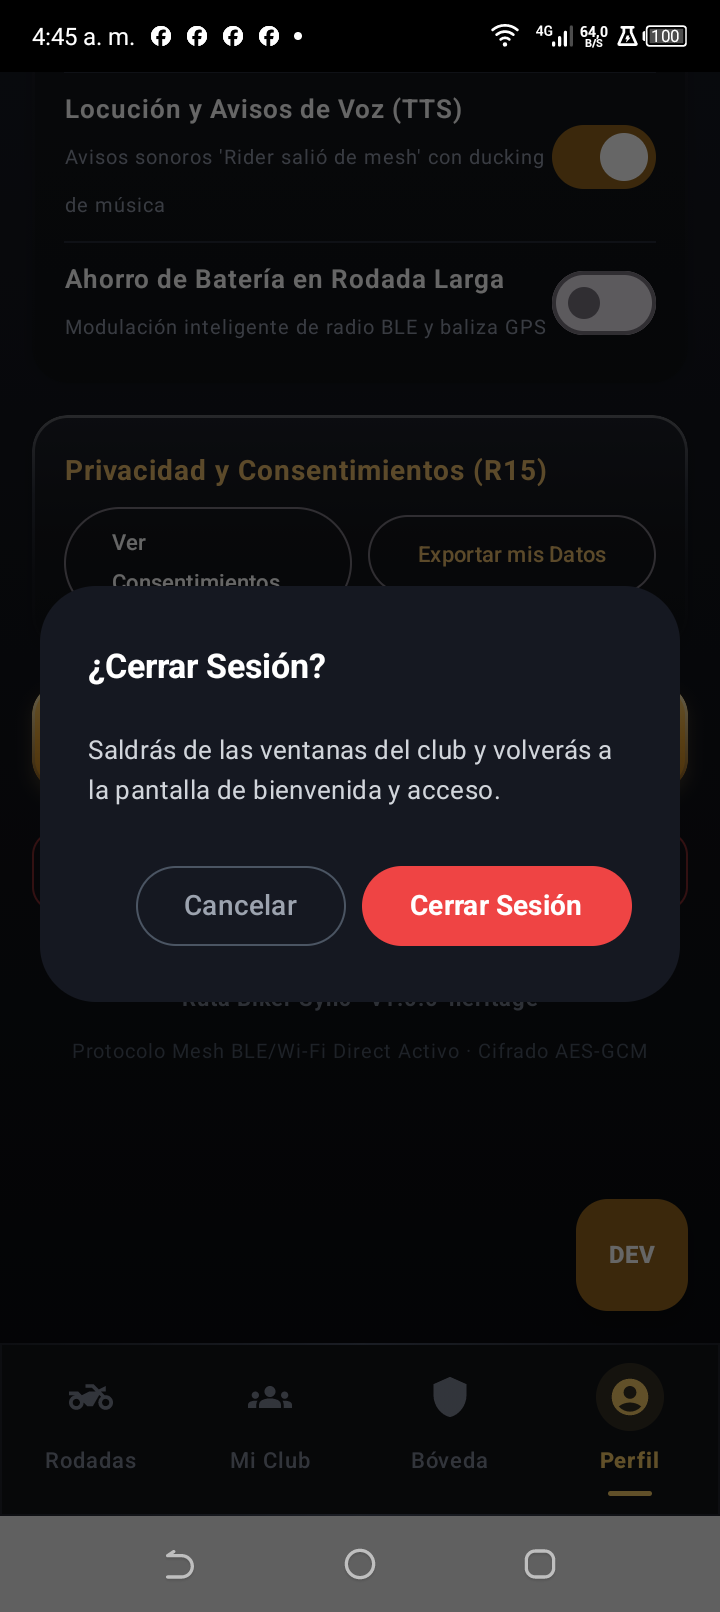 4:45 a. m.
4G
64,0
B/S
100
Locución y Avisos de Voz (TTS)
Avisos sonoros 'Rider salió de mesh' con ducking
de música
Ahorro de Batería en Rodada Larga
Modulación inteligente de radio BLE y baliza GPS
Privacidad y Consentimientos (R15)
Ver
Consentimientos
Exportar mis Datos
¿Cerrar Sesión?
Saldrás de las ventanas del club y volverás a
la pantalla de bienvenida y acceso.
Cancelar
Cerrar Sesión
Protocolo Mesh BLE/Wi-Fi Direct Activo · Cifrado AES-GCM
DEV
Rodadas
Mi Club
Bóveda
Perfil